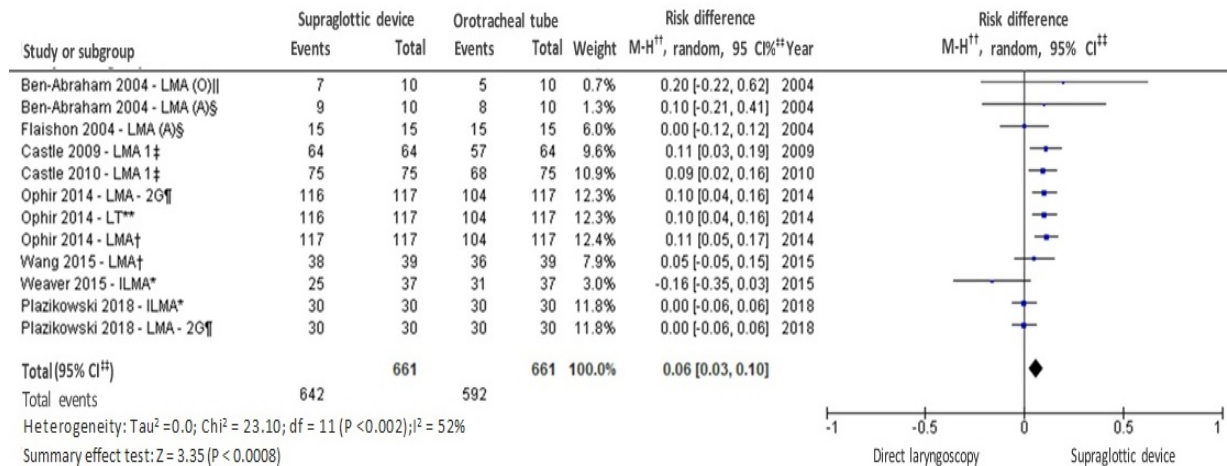 Supraglottic device Orotracheal tube Risk difference Risk difference
Study or subgroup Events Total Events Total Weight M-H††, random, 95 CI%‡‡ Year M-H††, random, 95% CI‡‡
Ben-Abraham 2004 - LMA (O)|| 7 10 5 10 0.7% 0.20 [-0.22, 0.62] 2004
Ben-Abraham 2004 - LMA (A)§ 9 10 8 10 1.3% 0.10 [-0.21, 0.41] 2004
Flaishon 2004 - LMA (A)§ 15 15 15 15 6.0% 0.00 [-0.12, 0.12] 2004
Castle 2009 - LMA 1‡ 64 64 57 64 9.6% 0.11 [0.03, 0.19] 2009
Castle 2010 - LMA 1‡ 75 75 68 75 10.9% 0.09 [0.02, 0.16] 2010
Ophir 2014 - LMA - 2G¶ 116 117 104 117 12.3% 0.10 [0.04, 0.16] 2014
Ophir 2014 - LT** 116 117 104 117 12.3% 0.10 [0.04, 0.16] 2014
Ophir 2014 - LMA† 117 117 104 117 12.4% 0.11 [0.05, 0.17] 2014
Wang 2015 - LMA† 38 39 36 39 7.9% 0.05 [-0.05, 0.15] 2015
Weaver 2015 - ILMA* 25 37 31 37 3.0% -0.16 [-0.35, 0.03] 2015
Plazikowski 2018 - ILMA* 30 30 30 30 11.8% 0.00 [-0.06, 0.06] 2018
Plazikowski 2018 - LMA - 2G¶ 30 30 30 30 11.8% 0.00 [-0.06, 0.06] 2018
Total (95% CI‡‡) 661 661 100.0% 0.06 [0.03, 0.10]
Total events 642 592
Heterogeneity: Tau² =0.0; Chi² = 23.10; df = 11 (P <0.002);I² = 52%
Summary effect test: Z = 3.35 (P < 0.0008)
-1 -0.5 0 0.5 1
Direct laryngoscopy Supraglottic device